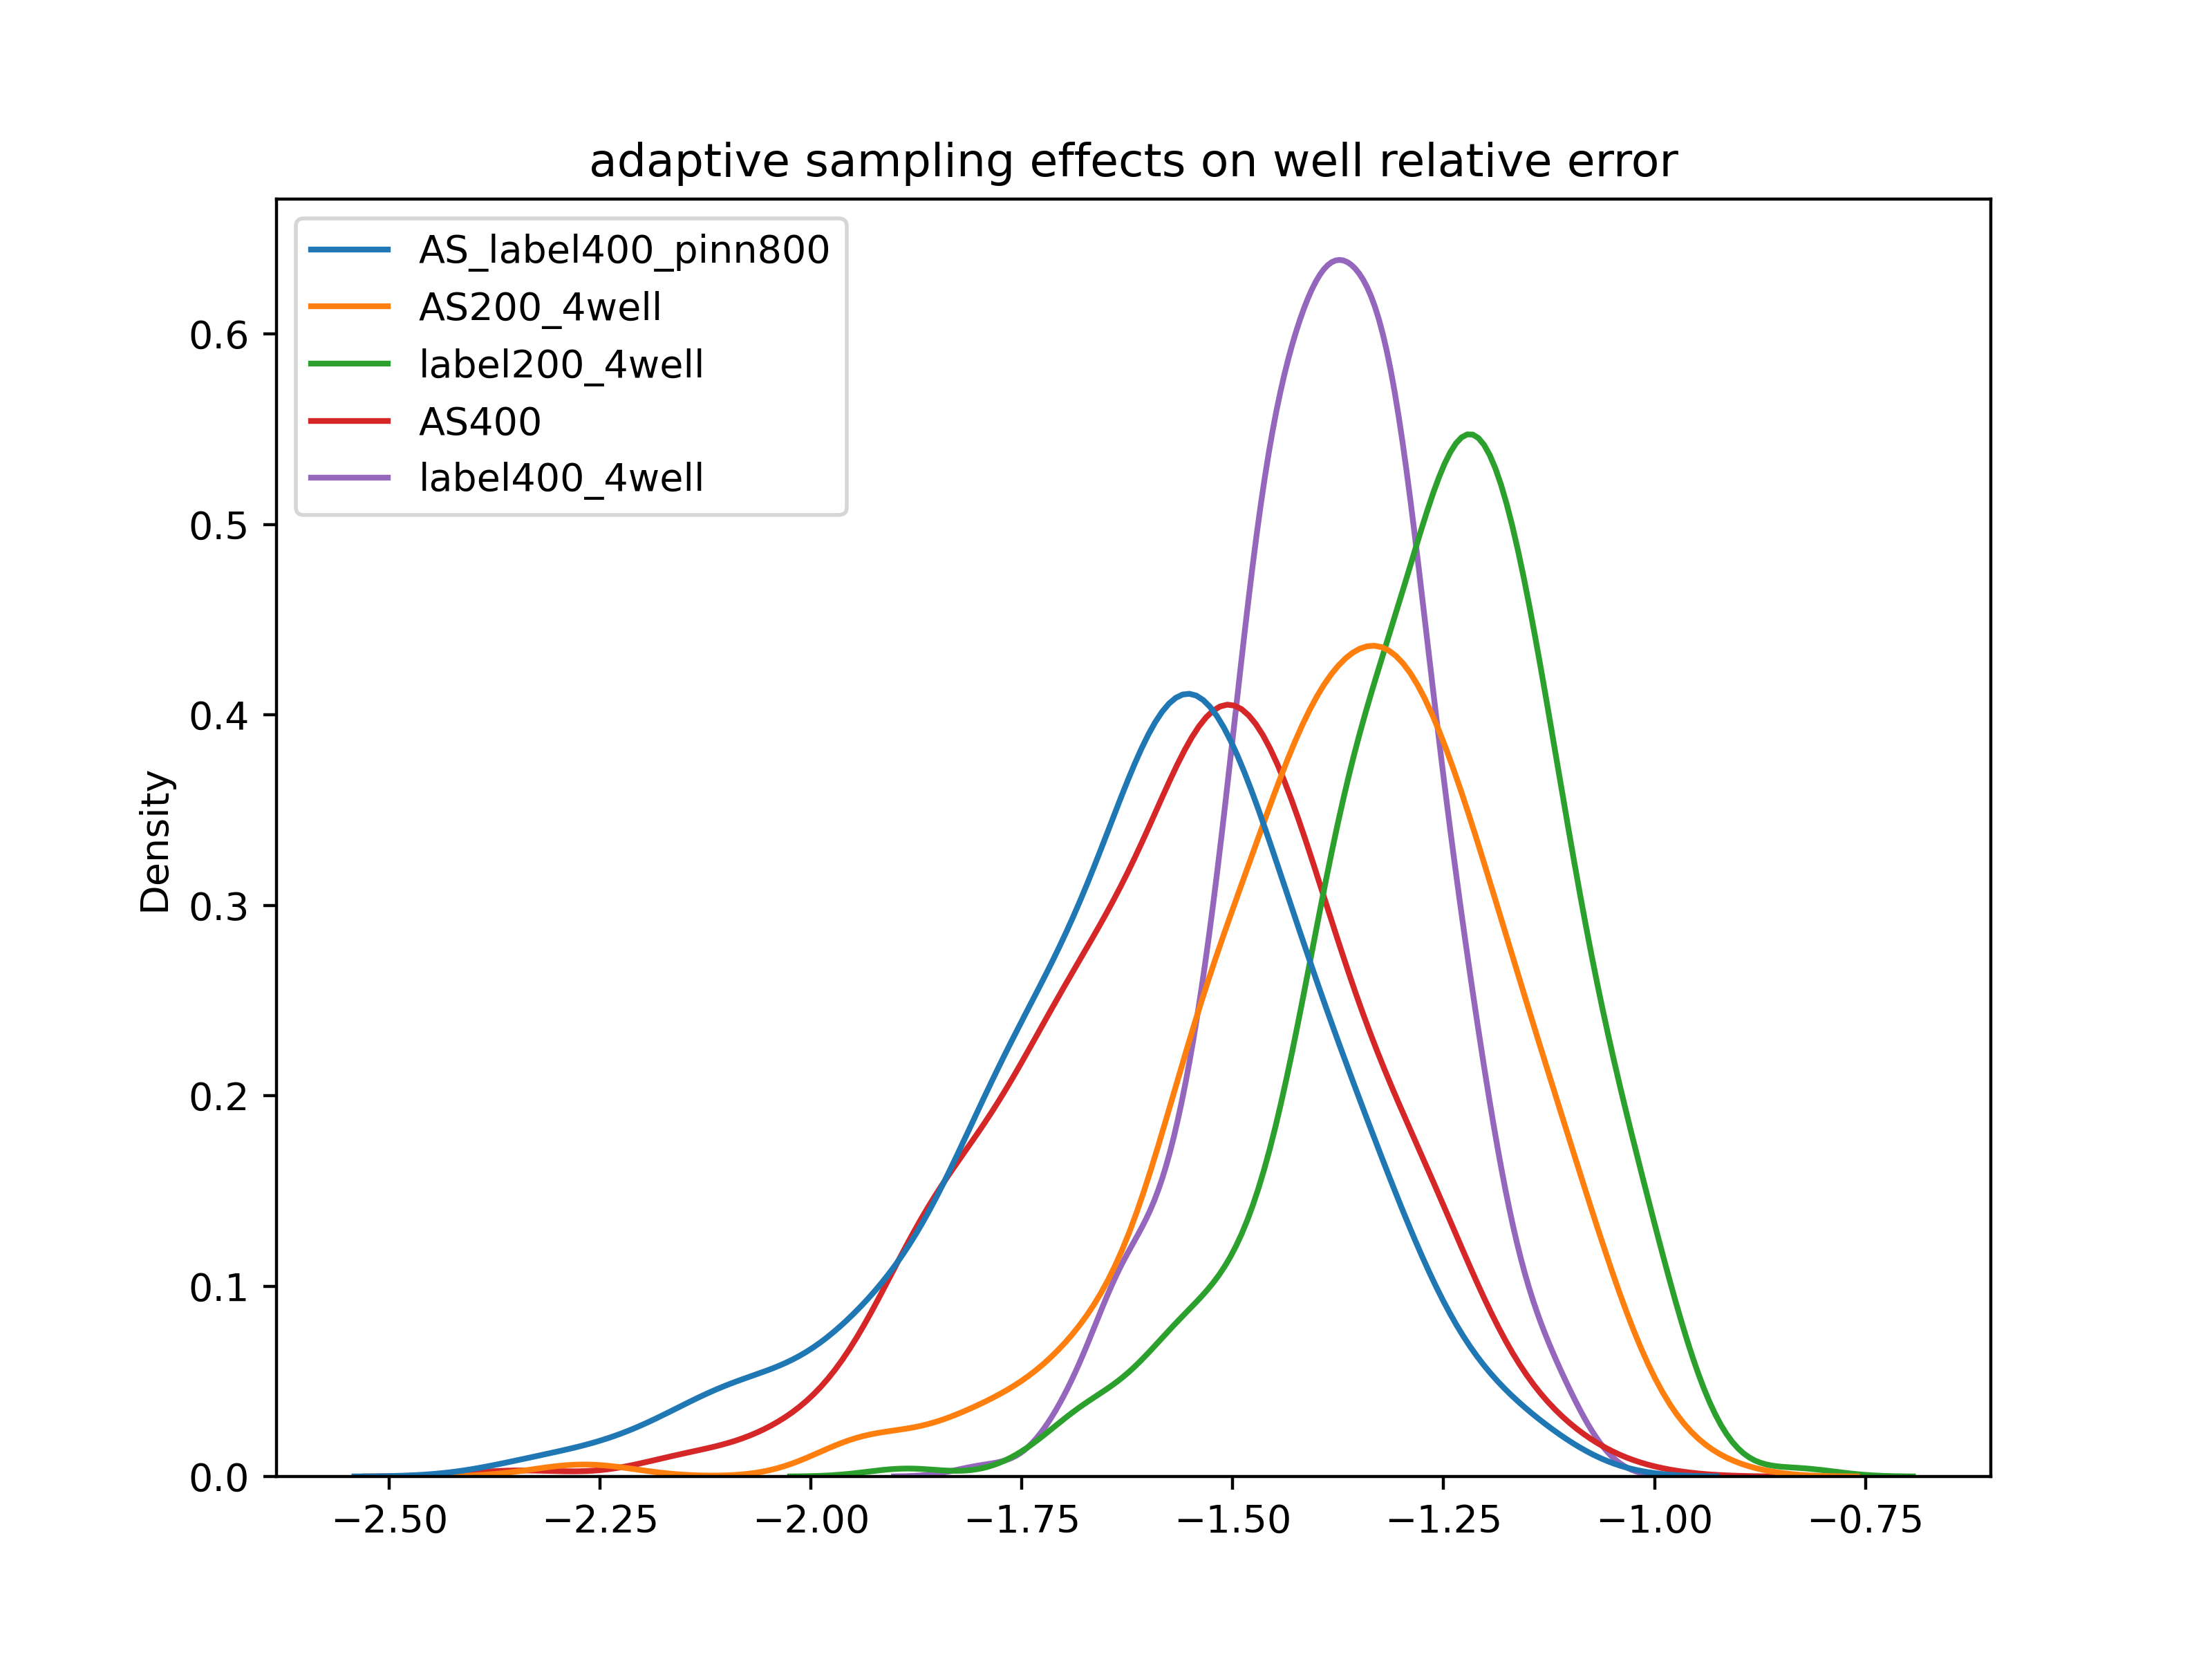 adaptive sampling effects on well relative error
AS_label400_pinn800
AS200_4well
label200_4well
AS400
label400_4well
0.6
0.5
0.4
0.3
0.2
0.1
0.0
Density
−2.50 −2.25 −2.00 −1.75 −1.50 −1.25 −1.00 −0.75